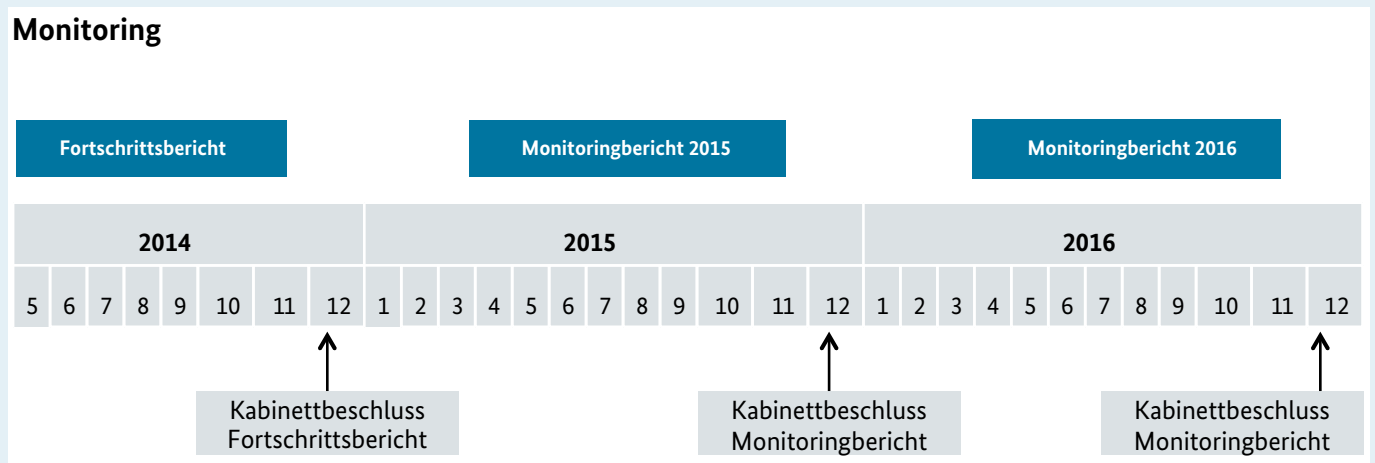 Monitoring
Fortschrittsbericht Monitoringbericht 2015 Monitoringbericht 2016
2014 2015 2016
5 6 7 8 9 10 11 12 1 2 3 4 5 6 7 8 9 10 11 12 1 2 3 4 5 6 7 8 9 10 11 12
Kabinettbeschluss Kabinettbeschluss Kabinettbeschluss
Fortschrittsbericht Monitoringbericht Monitoringbericht